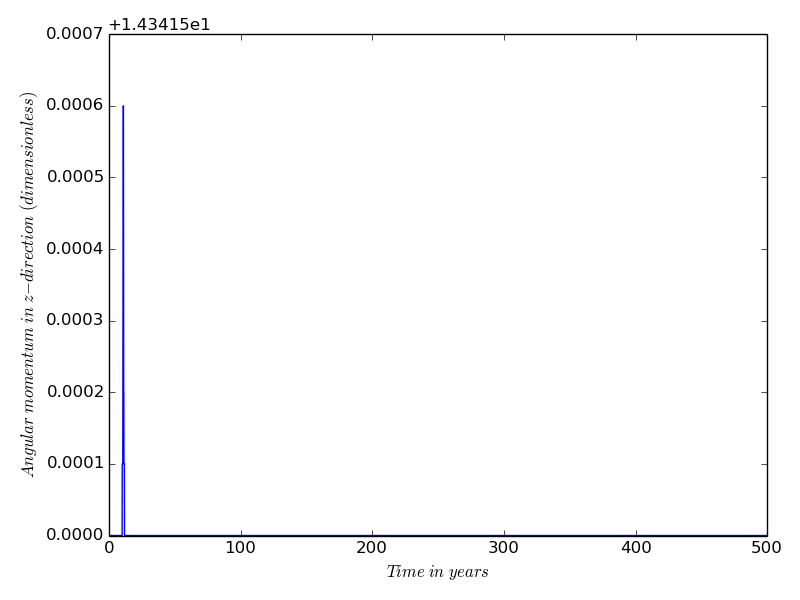 +1.43415e1
0.0007
0.0006
0.0005
0.0004
0.0003
0.0002
0.0001
0.0000
Angular momentum in z−direction (dimensionless)
0 100 200 300 400 500
Time in years